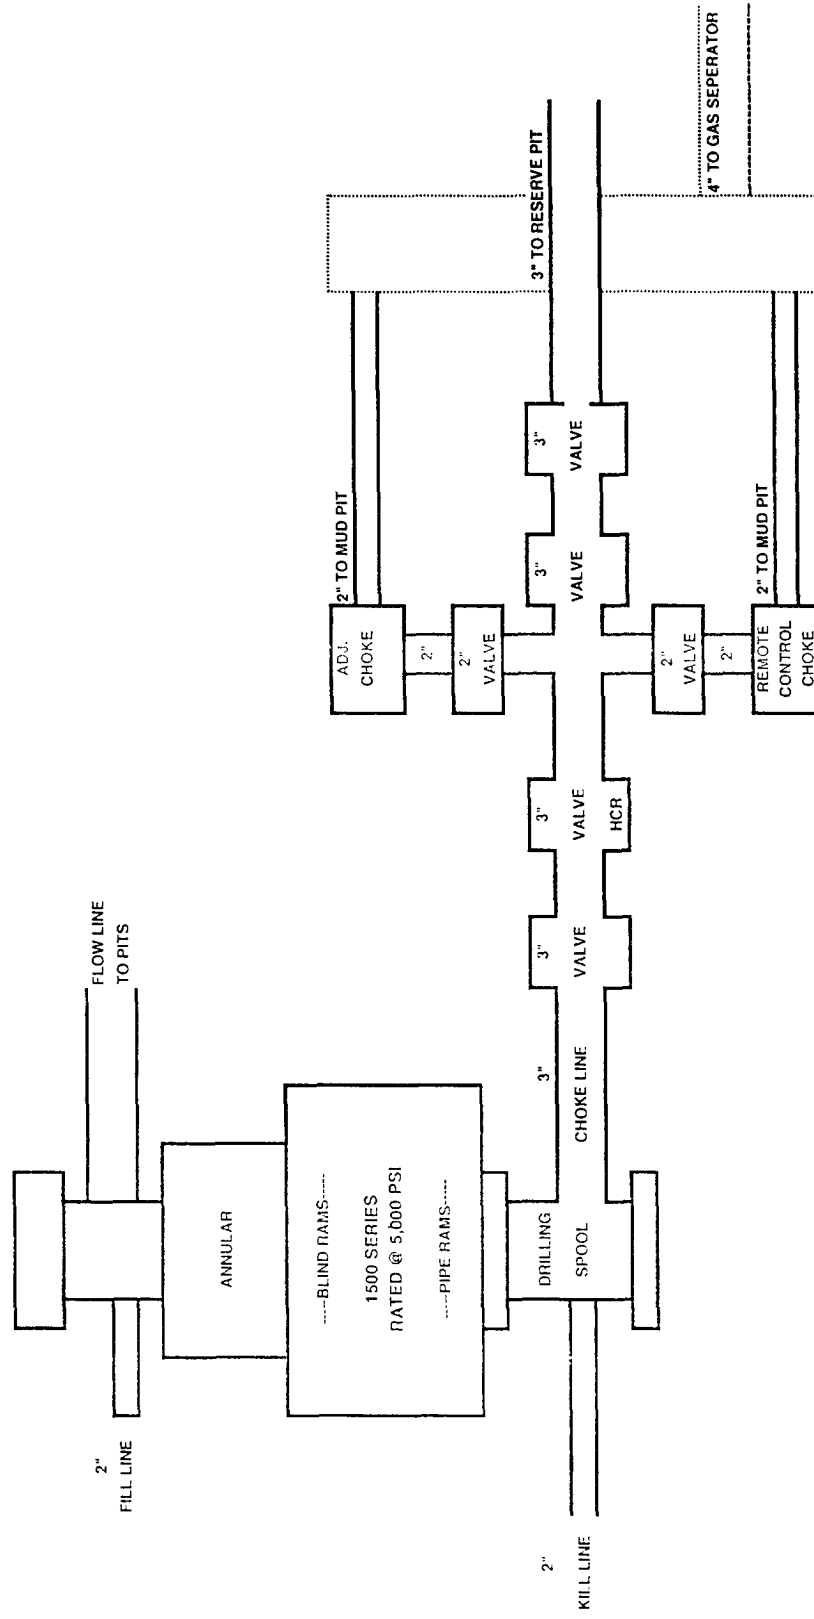 2"
FILL LINE
FLOW LINE
TO PITS
ANNULAR
----BLIND RAMS-----
1500 SERIES
RATED @ 5,000 PSI
-----PIPE RAMS-----
DRILLING
SPOOL
2"
KILL LINE
3"
CHOKE LINE
3"
VALVE
3"
VALVE
HCR
ADJ.
CHOKE
2"
2"
VALVE
2" TO MUD PIT
2"
VALVE
2"
REMOTE
CONTROL
CHOKE
2" TO MUD PIT
3"
VALVE
3"
VALVE
3" TO RESERVE PIT
4" TO GAS SEPERATOR